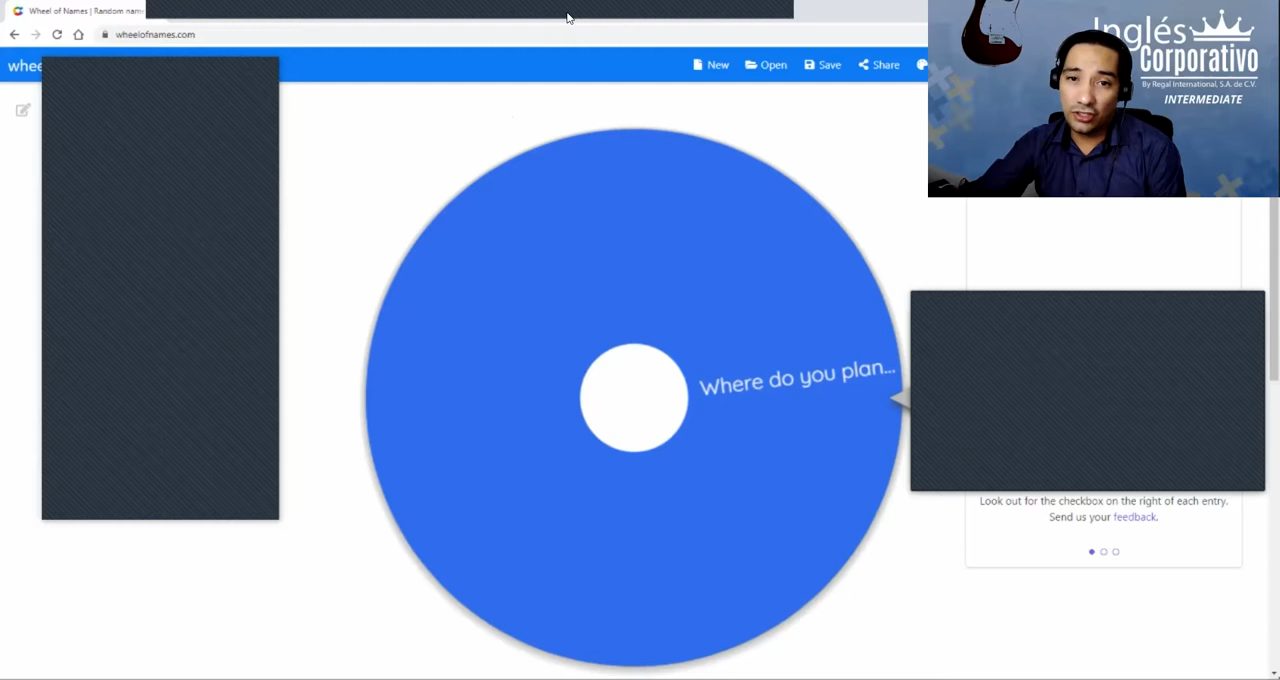 Wheel of Names | Random nam
wheelofnames.com
whee
New
Open
Save
Share
Inglés
Corporativo
By Regal International, S.A. de C.V.
INTERMEDIATE
Where do you plan...
Look out for the checkbox on the right of each entry.
Send us your feedback.